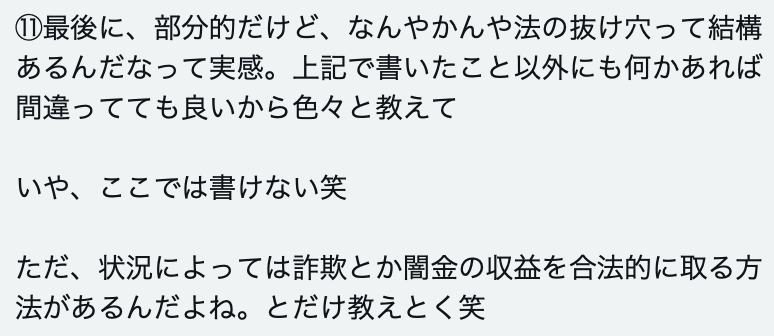 ⑪最後に、部分的だけど、なんやかんや法の抜け穴って結構
あるんだなって実感。上記で書いたこと以外にも何かあれば
間違ってても良いから色々と教えて
いや、ここでは書けない笑
ただ、状況によっては詐欺とか闇金の収益を合法的に取る方
法があるんだよね。とだけ教えとく笑